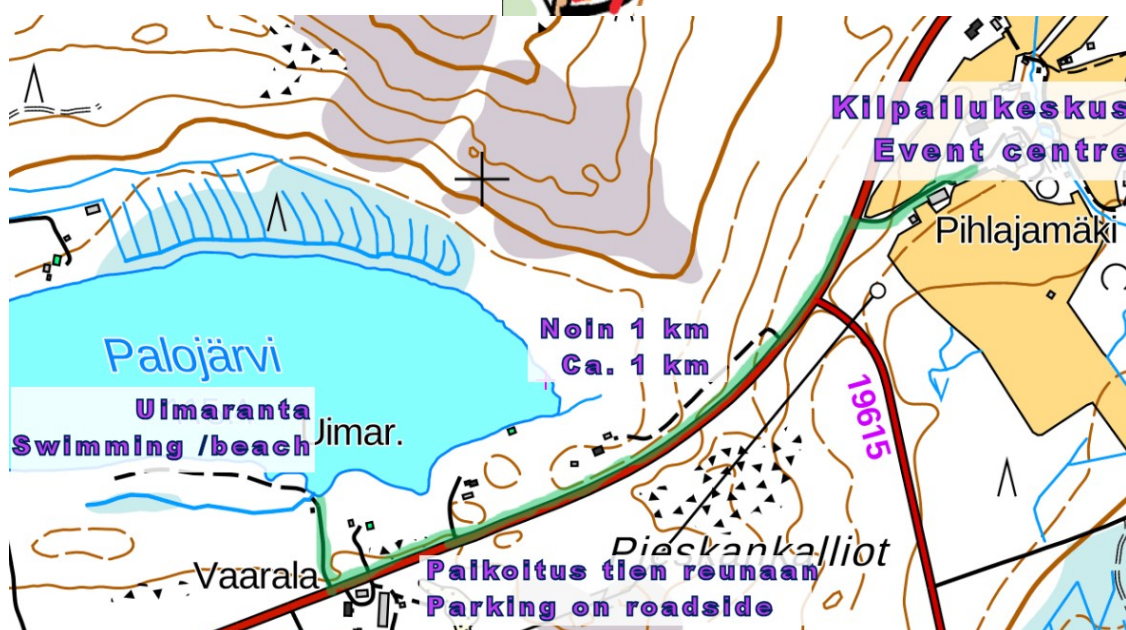 Kilpailukeskus
Event centre
Pihlajamäki
Noin 1 km
Ca. 1 km
Palojärvi
19615
Uimaranta
Swimming /beach
Uimar.
Pieskankalliot
Vaarala
Paikoitus tien reunaan
Parking on roadside